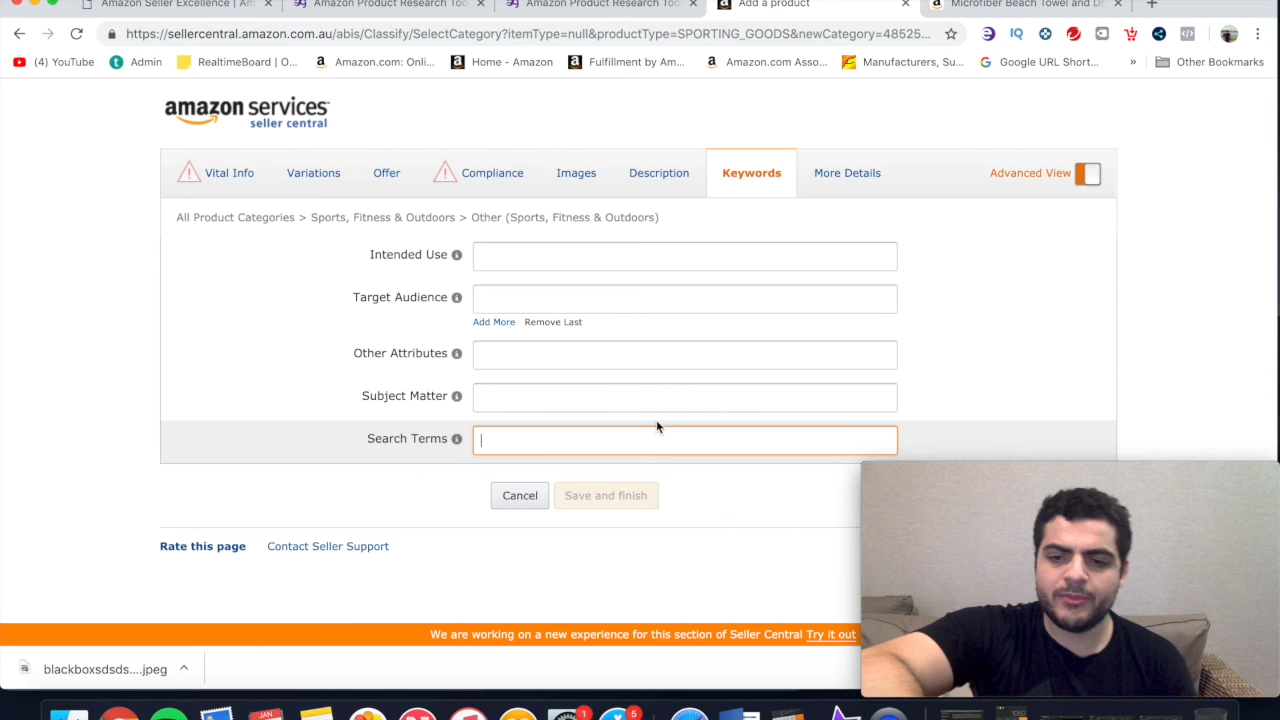 Amazon Seller Excellence | Am
Amazon Product Research Too
Amazon Product Research Too
Add a product
Microfiber Beach Towel and Dr
https://sellercentral.amazon.com.au/abis/Classify/SelectCategory?itemType=null&productType=SPORTING_GOODS&newCategory=48525...
(4) YouTube
Admin
RealtimeBoard | O...
Amazon.com: Onli...
Home - Amazon
Fulfillment by Am...
Amazon.com Asso...
Manufacturers, Su...
Google URL Short...
»
Other Bookmarks
amazon services
seller central
Vital Info
Variations
Offer
Compliance
Images
Description
Keywords
More Details
Advanced View
All Product Categories > Sports, Fitness & Outdoors > Other (Sports, Fitness & Outdoors)
Intended Use
Target Audience
Add More Remove Last
Other Attributes
Subject Matter
Search Terms
Cancel
Save and finish
Rate this page
Contact Seller Support
We are working on a new experience for this section of Seller Central Try it out
blackboxsdsds....jpeg
JAN
1
5